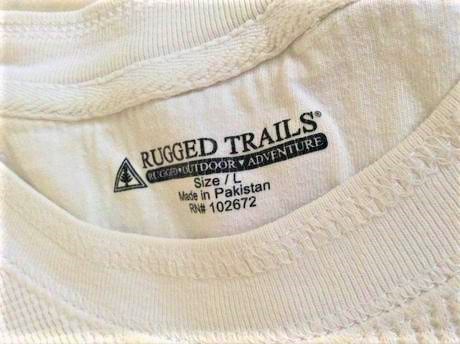 RUGGED TRAILS®
RUGGED▾OUTDOOR▾ADVENTURE
Size / L
Made in Pakistan
RN# 102672